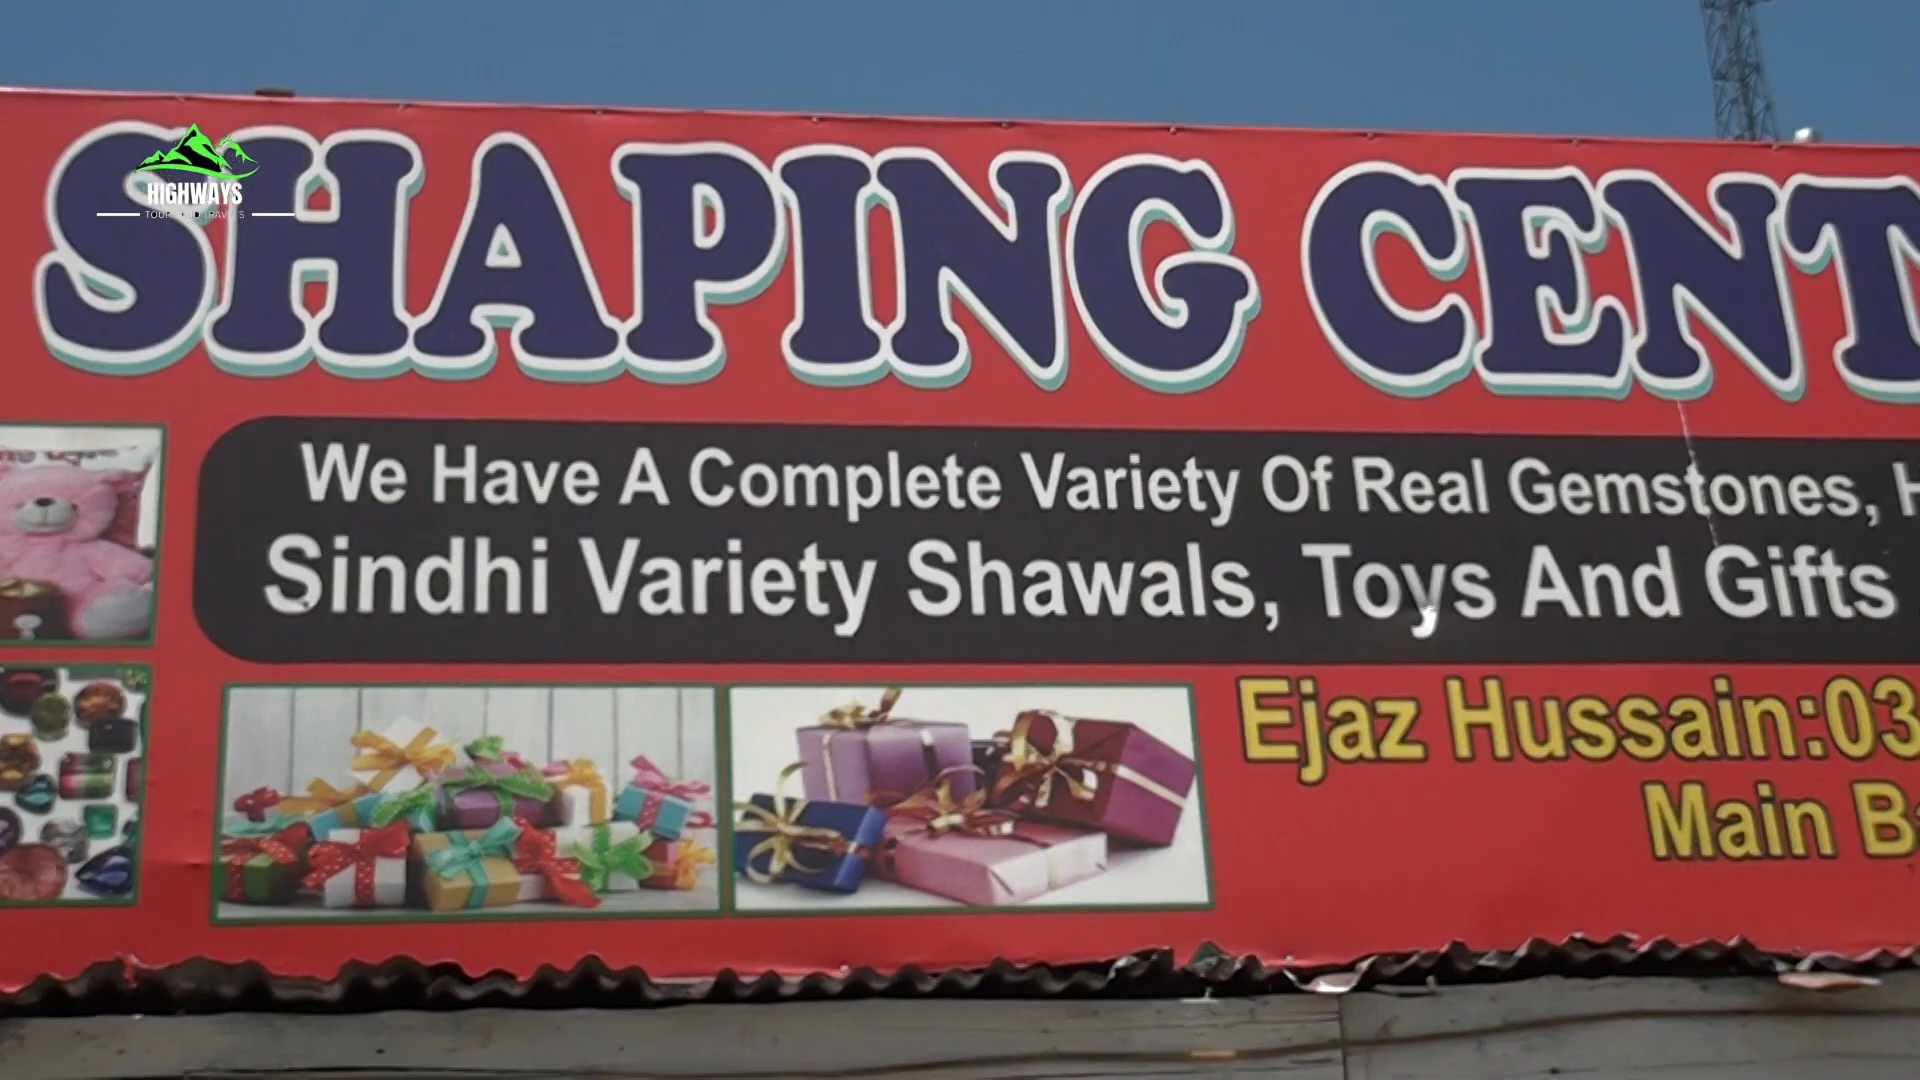 HIGHWAYS
SHAPING CENT
We Have A Complete Variety Of Real Gemstones, H
Sindhi Variety Shawals, Toys And Gifts
Ejaz Hussain:03
Main Ba